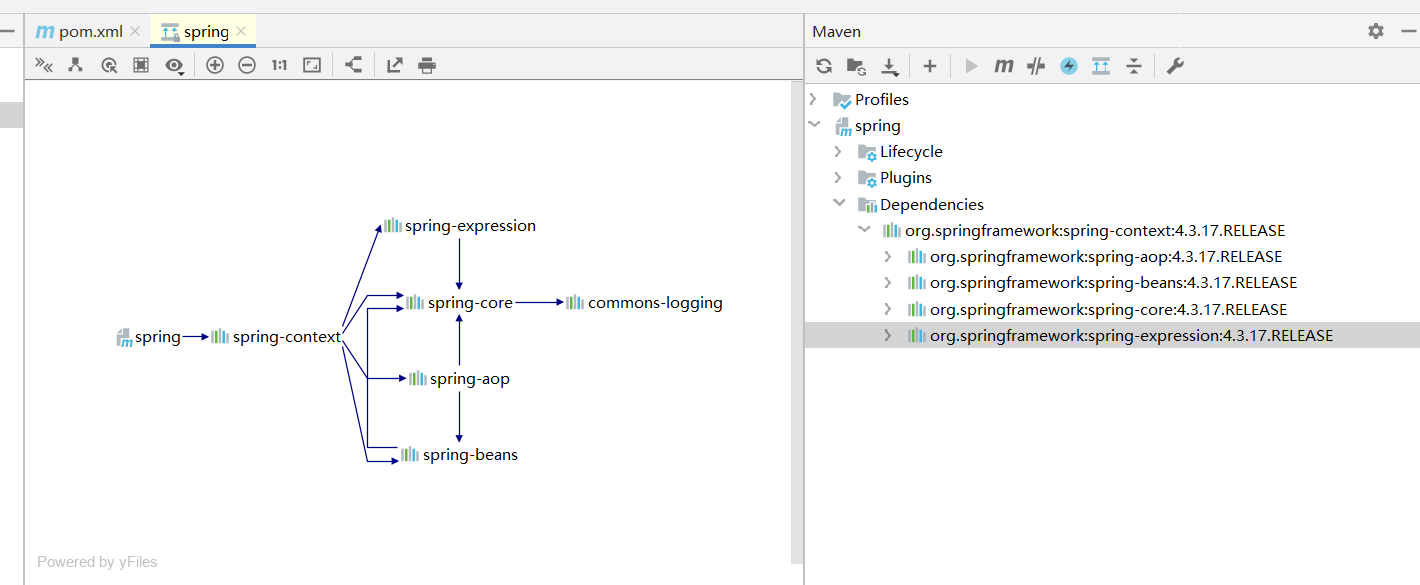 pom.xml
spring
1:1
spring-expression
spring-core
commons-logging
spring
spring-context
spring-aop
spring-beans
Powered by yFiles
Maven
m
Profiles
spring
Lifecycle
Plugins
Dependencies
org.springframework:spring-context:4.3.17.RELEASE
org.springframework:spring-aop:4.3.17.RELEASE
org.springframework:spring-beans:4.3.17.RELEASE
org.springframework:spring-core:4.3.17.RELEASE
org.springframework:spring-expression:4.3.17.RELEASE